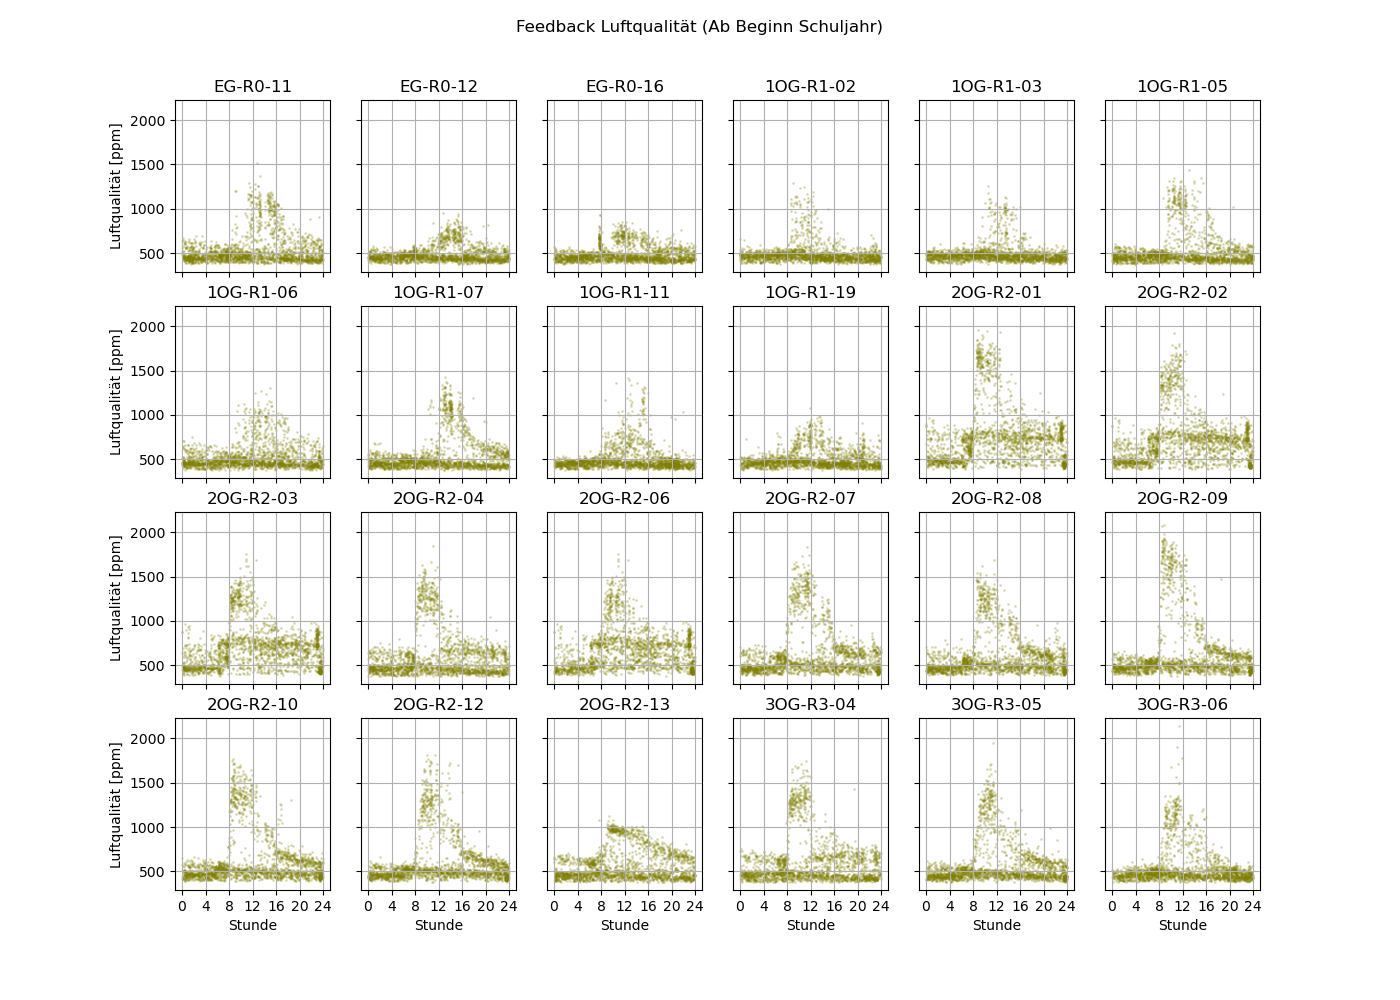 Feedback Luftqualität (Ab Beginn Schuljahr)
EG-R0-11 EG-R0-12 EG-R0-16 1OG-R1-02 1OG-R1-03 1OG-R1-05
2000
1500
1000
500
Luftqualität [ppm]
1OG-R1-06 1OG-R1-07 1OG-R1-11 1OG-R1-19 2OG-R2-01 2OG-R2-02
2000
1500
1000
500
Luftqualität [ppm]
2OG-R2-03 2OG-R2-04 2OG-R2-06 2OG-R2-07 2OG-R2-08 2OG-R2-09
2000
1500
1000
500
Luftqualität [ppm]
2OG-R2-10 2OG-R2-12 2OG-R2-13 3OG-R3-04 3OG-R3-05 3OG-R3-06
2000
1500
1000
500
Luftqualität [ppm]
0 4 8 12 16 20 24 0 4 8 12 16 20 24 0 4 8 12 16 20 24 0 4 8 12 16 20 24 0 4 8 12 16 20 24 0 4 8 12 16 20 24
Stunde Stunde Stunde Stunde Stunde Stunde